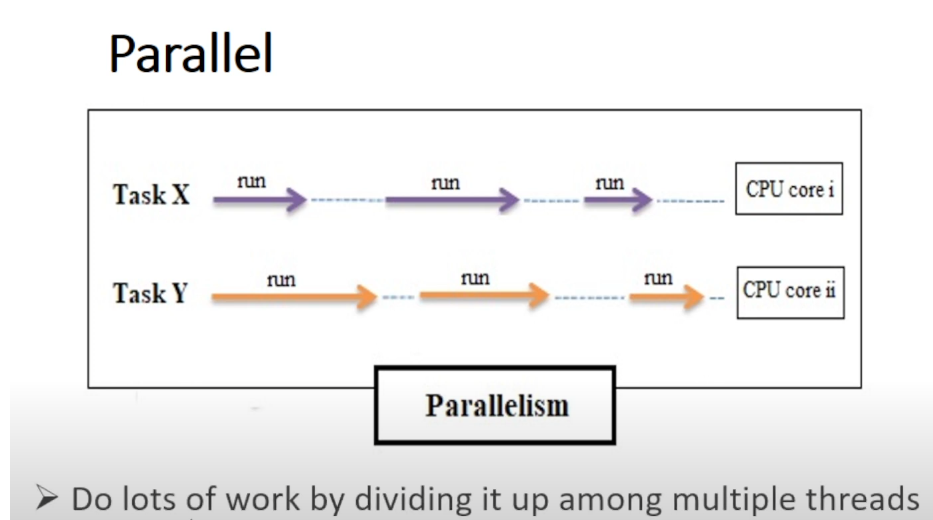 Parallel
Task X run run run CPU core i
Task Y run run run CPU core ii
Parallelism
➢ Do lots of work by dividing it up among multiple threads